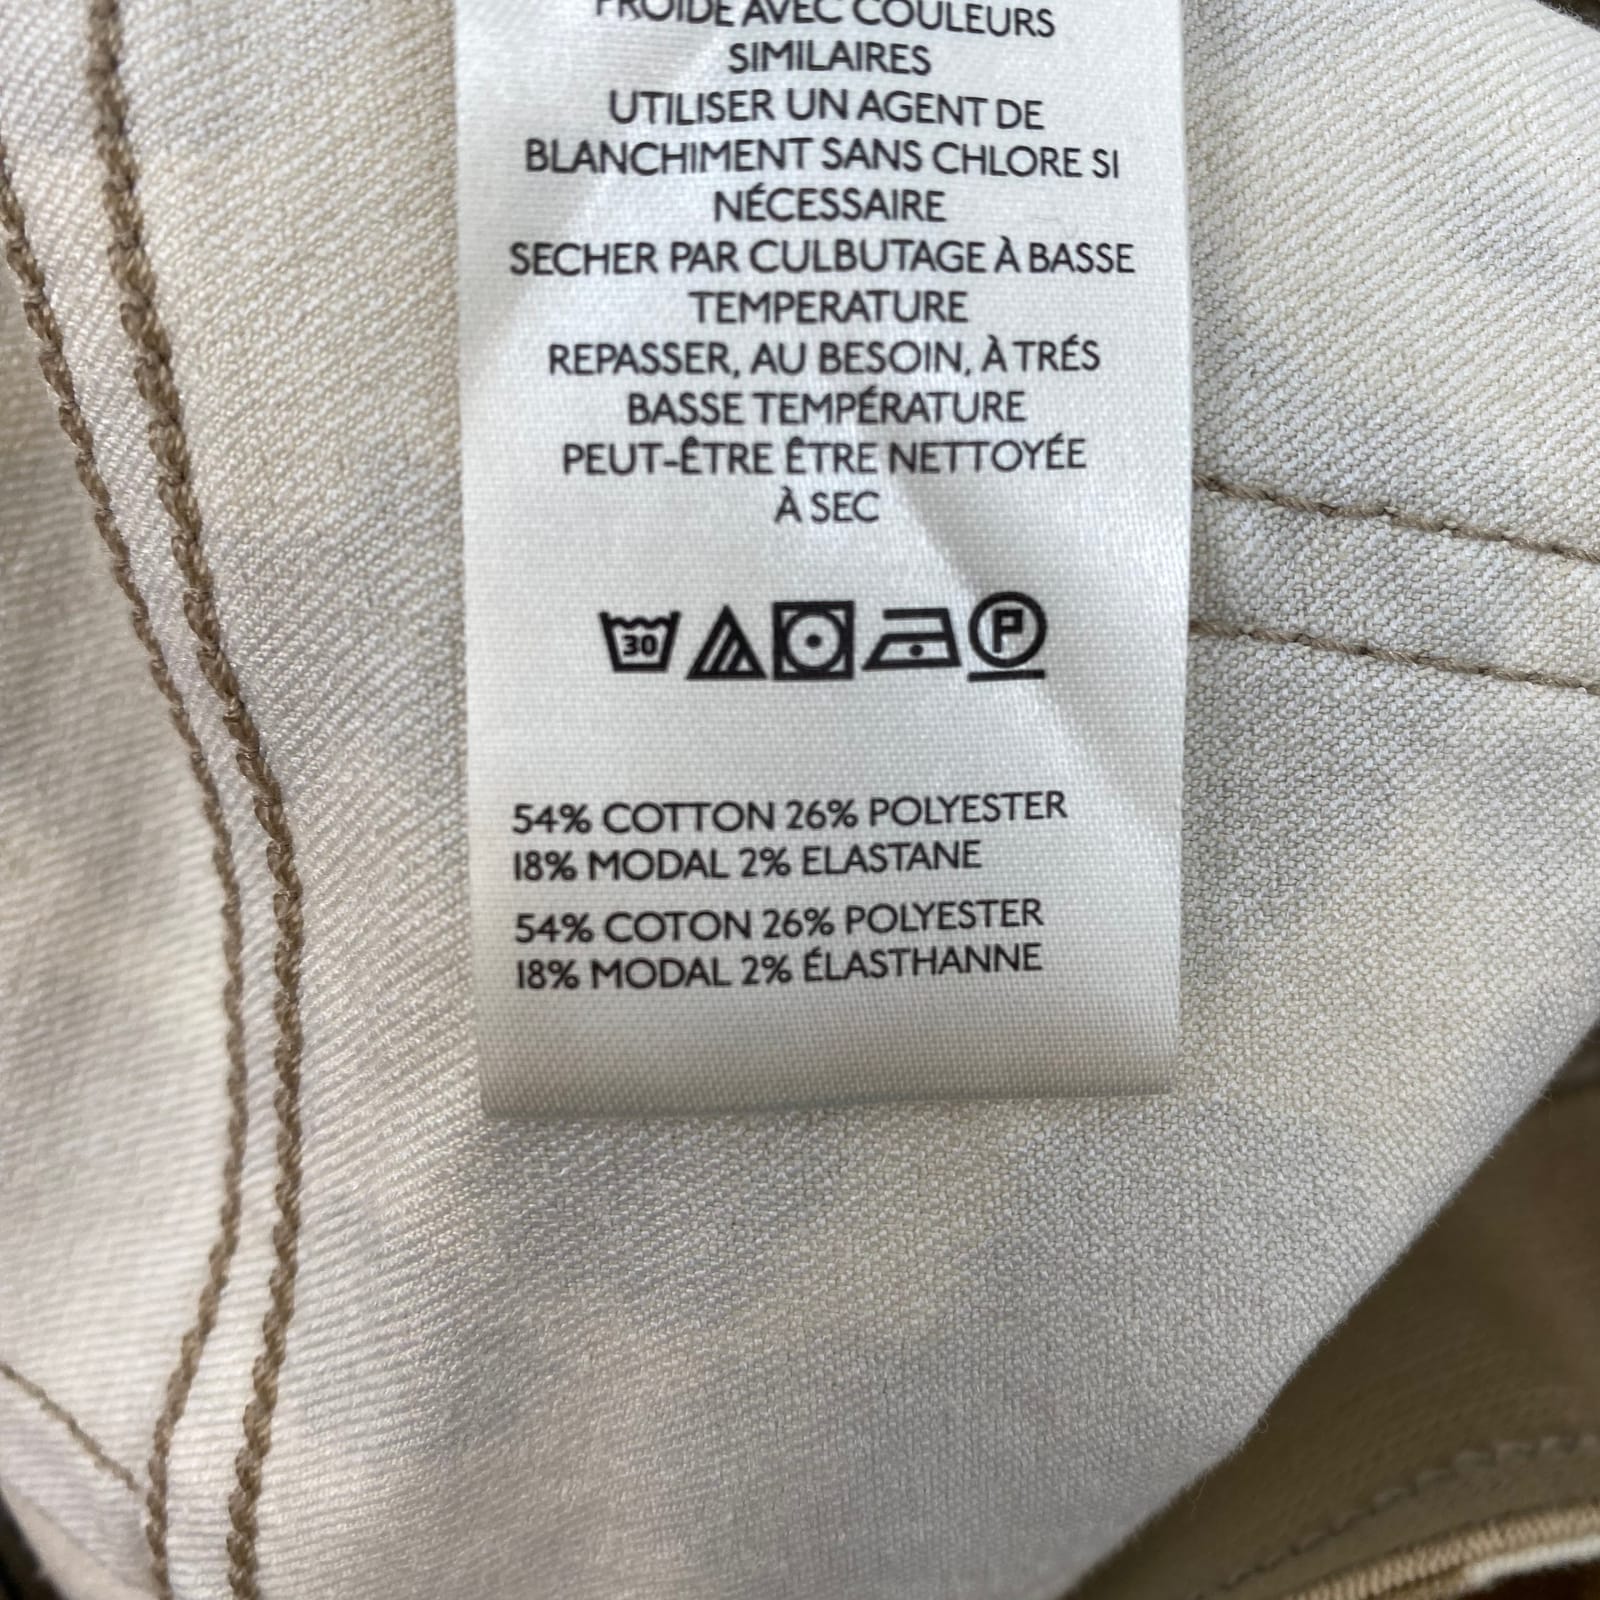 FROIDE AVEC COULEURS
SIMILAIRES
UTILISER UN AGENT DE
BLANCHIMENT SANS CHLORE SI
NÉCESSAIRE
SECHER PAR CULBUTAGE À BASSE
TEMPERATURE
REPASSER, AU BESOIN, À TRÉS
BASSE TEMPÉRATURE
PEUT-ÊTRE ÊTRE NETTOYÉE
À SEC
30 P
54% COTTON 26% POLYESTER
18% MODAL 2% ELASTANE
54% COTON 26% POLYESTER
18% MODAL 2% ÉLASTHANNE